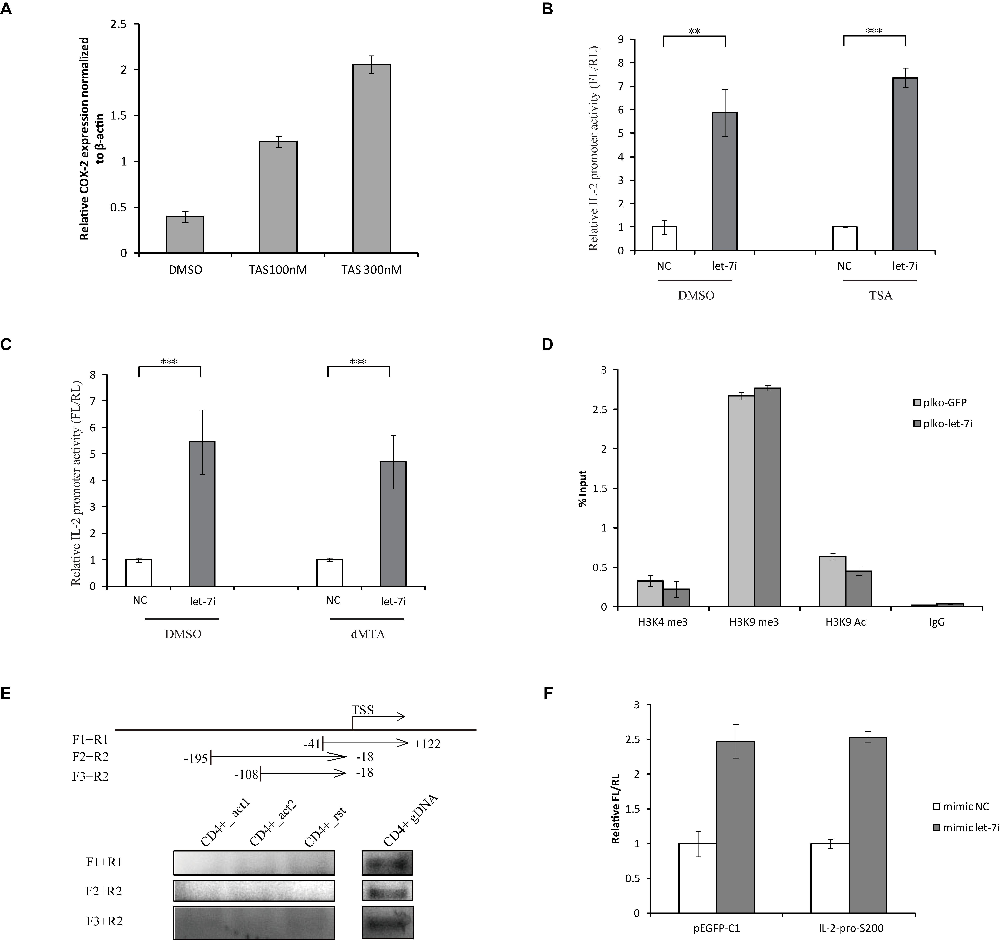 A
Relative COX-2 expression normalized
to β-actin
2.5
2
1.5
1
0.5
0
DMSO
TAS100nM
TAS 300nM
B
Relative IL-2 promoter activity (FL/RL)
9
8
7
6
5
4
3
2
1
0
**
***
NC
let-7i
NC
let-7i
DMSO
TSA
C
Relative IL-2 promoter activity (FL/RL)
8
7
6
5
4
3
2
1
0
***
***
NC
let-7i
NC
let-7i
DMSO
dMTA
D
% Input
3
2.5
2
1.5
1
0.5
0
plko-GFP
plko-let-7i
H3K4 me3
H3K9 me3
H3K9 Ac
IgG
E
TSS
F1+R1
-41
+122
F2+R2
-195
-18
F3+R2
-108
-18
CD4+_act1
CD4+_act2
CD4+_rst
CD4+ gDNA
F1+R1
F2+R2
F3+R2
F
Relative FL/RL
3
2.5
2
1.5
1
0.5
0
mimic NC
mimic let-7i
pEGFP-C1
IL-2-pro-S200